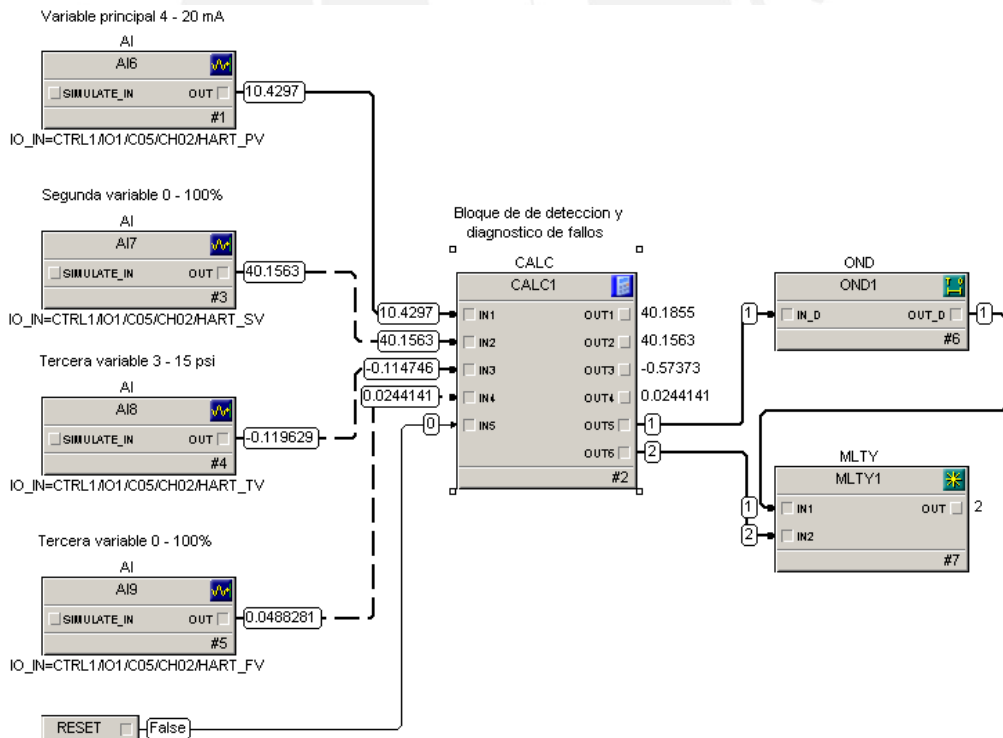 Variable principal 4 - 20 mA
AI
AI6
SIMULATE_IN OUT 10.4297
#1
IO_IN=CTRL1/IO1/C05/CH02/HART_PV
Segunda variable 0 - 100%
AI
AI7
SIMULATE_IN OUT 40.1563
#3
IO_IN=CTRL1/IO1/C05/CH02/HART_SV
Tercera variable 3 - 15 psi
AI
AI8
SIMULATE_IN OUT -0.119629
#4
IO_IN=CTRL1/IO1/C05/CH02/HART_TV
Tercera variable 0 - 100%
AI
AI9
SIMULATE_IN OUT 0.0488281
#5
IO_IN=CTRL1/IO1/C05/CH02/HART_FV
RESET False
Bloque de de deteccion y
diagnostico de fallos
CALC
CALC1
10.4297 IN1 OUT1 40.1855
40.1563 IN2 OUT2 40.1563
-0.114746 IN3 OUT3 -0.57373
0.0244141 IN4 OUT4 0.0244141
0 IN5 OUT5 1
OUT6 2
#2
OND
OND1
1 IN_D OUT_D 1
#6
MLTY
MLTY1
1 IN1 OUT 2
2 IN2
#7